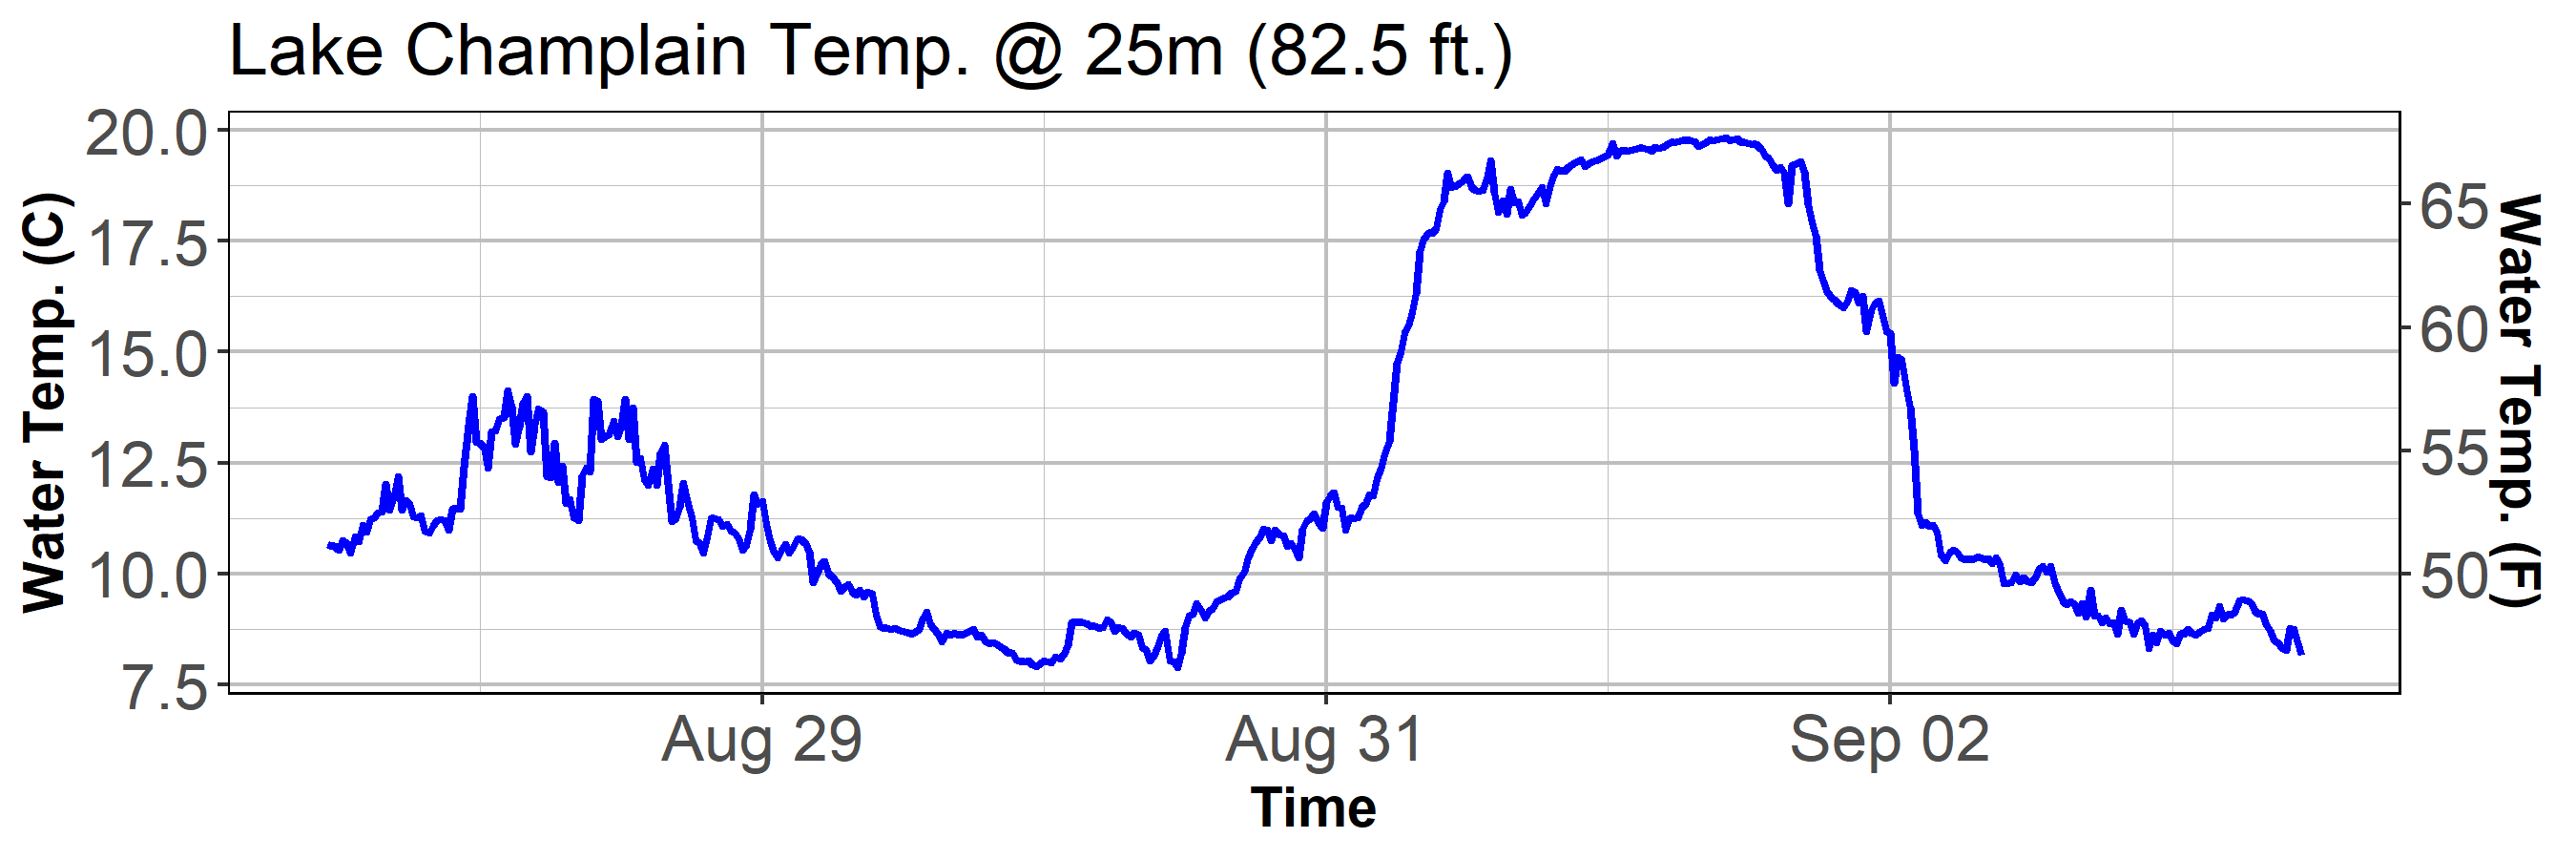 Lake Champlain Temp. @ 25m (82.5 ft.)
Water Temp. (C)
20.0
17.5
15.0
12.5
10.0
7.5
65
60
55
50
Water Temp. (F)
Aug 29
Aug 31
Sep 02
Time